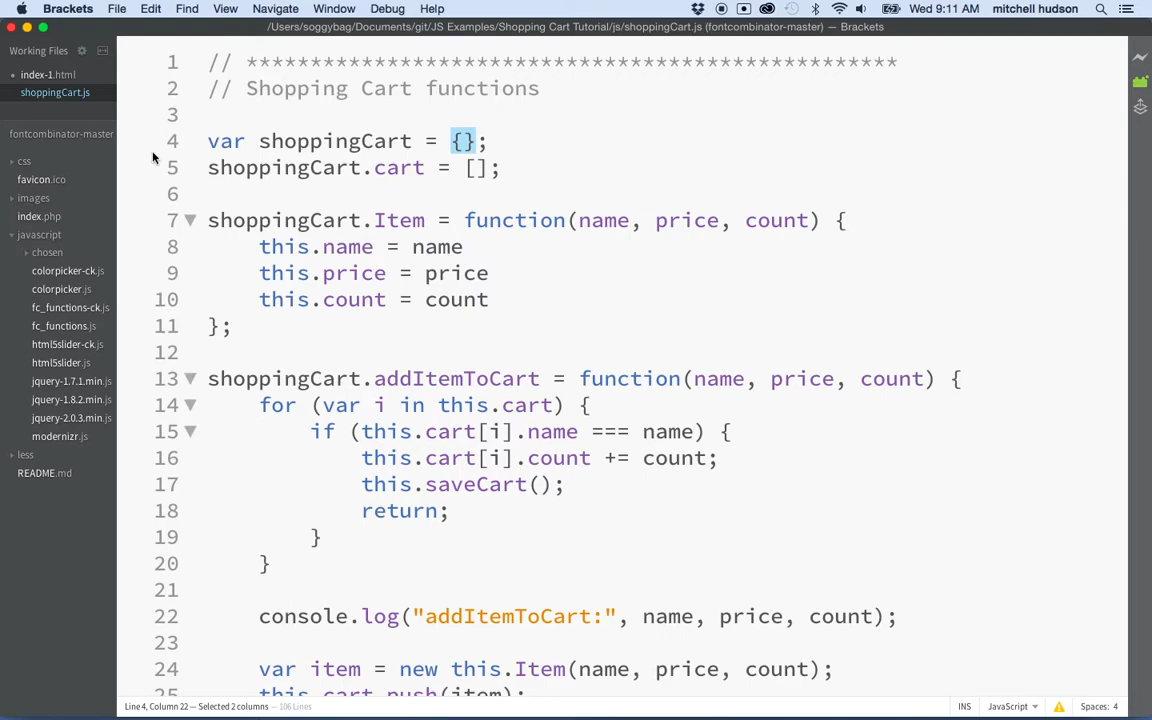 Brackets File Edit Find View Navigate Window Debug Help Wed 9:11 AM mitchell hudson
/Users/soggybag/Documents/git/JS Examples/Shopping Cart Tutorial/js/shoppingCart.js (fontcombinator-master) — Brackets
Working Files
index-1.html
shoppingCart.js
fontcombinator-master
css
favicon.ico
images
index.php
javascript
chosen
colorpicker-ck.js
colorpicker.js
fc_functions-ck.js
fc_functions.js
html5slider-ck.js
html5slider.js
jquery-1.7.1.min.js
jquery-1.8.2.min.js
jquery-2.0.3.min.js
modernizr.js
less
README.md
1 // ***************************************************
2 // Shopping Cart functions
3
4 var shoppingCart = {};
5 shoppingCart.cart = [];
6
7 shoppingCart.Item = function(name, price, count) {
8 this.name = name
9 this.price = price
10 this.count = count
11 };
12
13 shoppingCart.addItemToCart = function(name, price, count) {
14 for (var i in this.cart) {
15 if (this.cart[i].name === name) {
16 this.cart[i].count += count;
17 this.saveCart();
18 return;
19 }
20 }
21
22 console.log("addItemToCart:", name, price, count);
23
24 var item = new this.Item(name, price, count);
25 this.cart.push(item);
Line 4, Column 22 — Selected 2 columns — 106 Lines INS JavaScript Spaces: 4